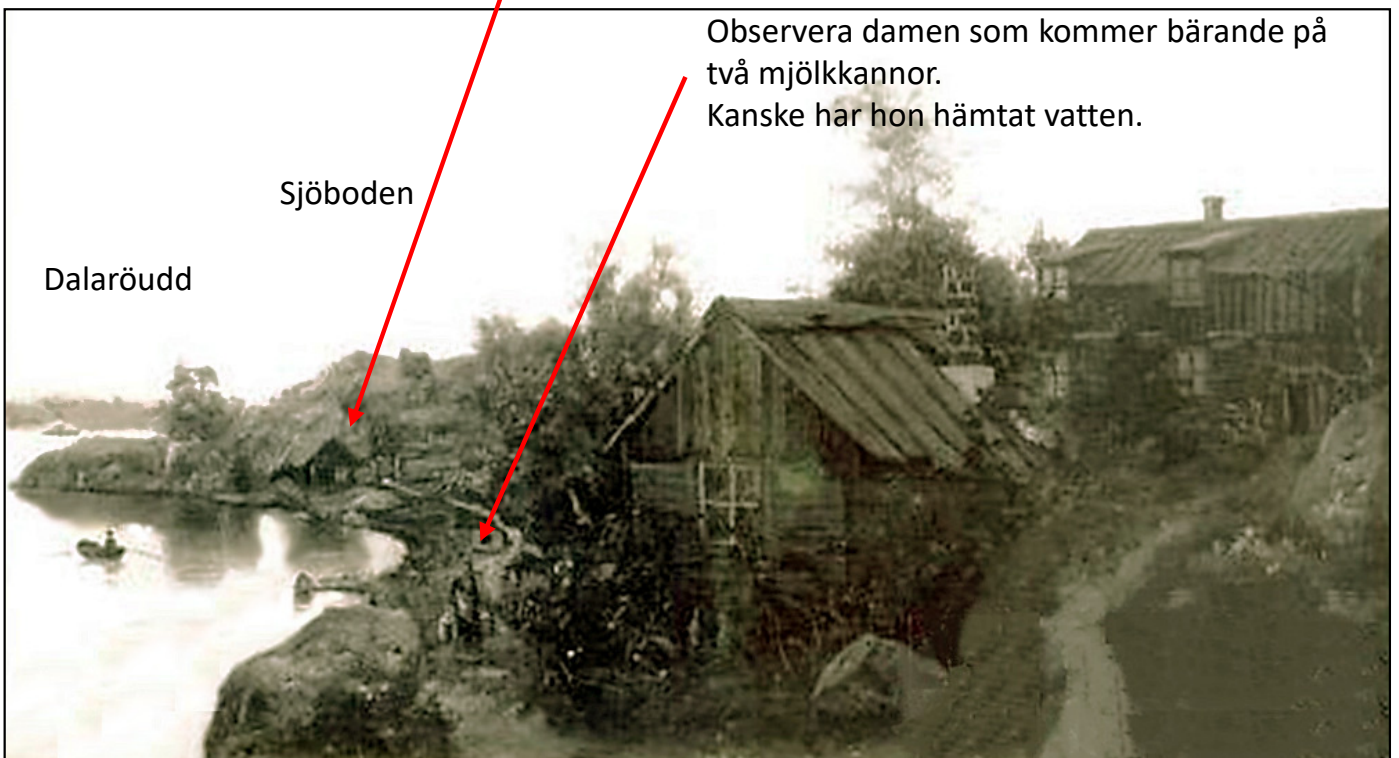 Observera damen som kommer bärande på
två mjölkkannor.
Kanske har hon hämtat vatten.
Sjöboden
Dalaröudd